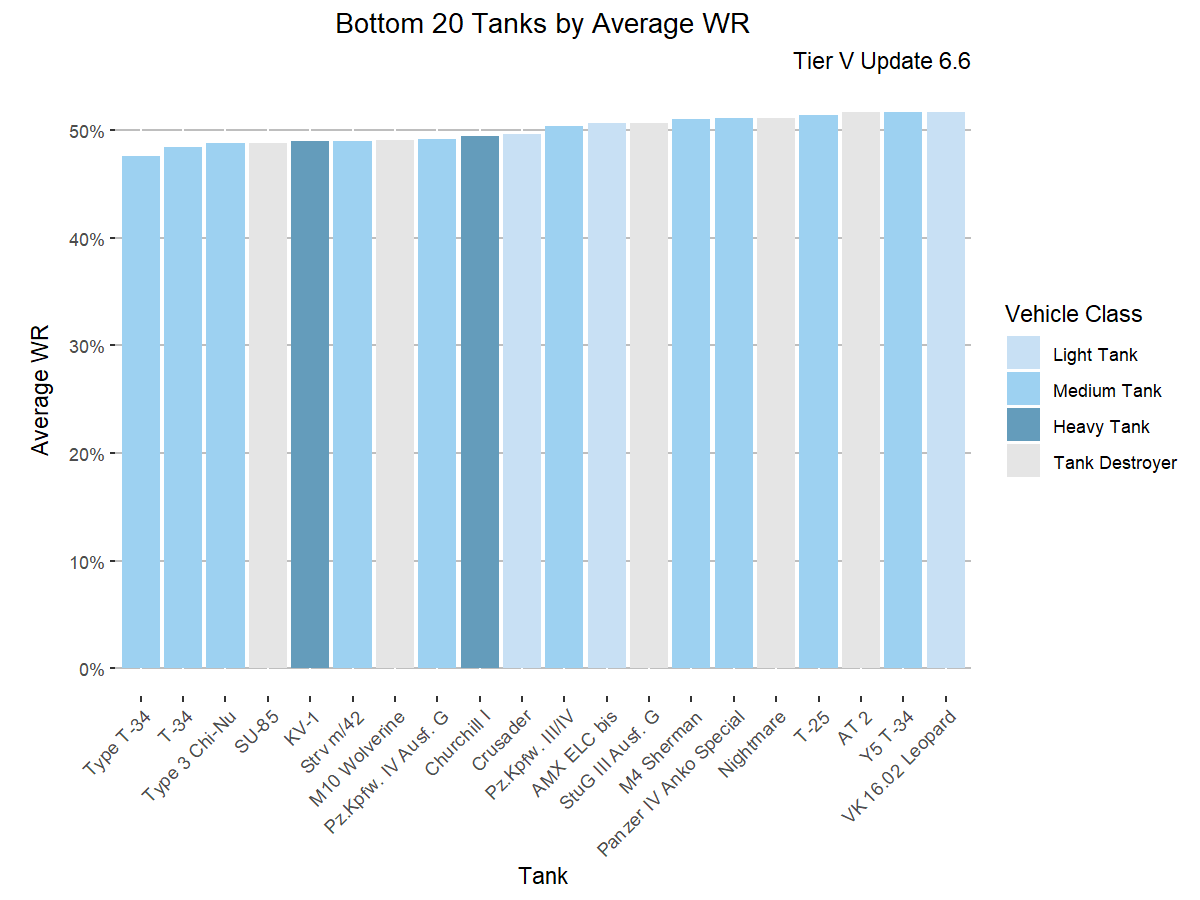 Bottom 20 Tanks by Average WR
Tier V Update 6.6
Average WR
50%
40%
30%
20%
10%
0%
Type T-34
T-34
Type 3 Chi-Nu
SU-85
KV-1
Strv m/42
M10 Wolverine
Pz.Kpfw. IV Ausf. G
Churchill I
Crusader
Pz.Kpfw. III/IV
AMX ELC bis
StuG III Ausf. G
M4 Sherman
Panzer IV Anko Special
Nightmare
T-25
AT 2
Y5 T-34
VK 16.02 Leopard
Tank
Vehicle Class
Light Tank
Medium Tank
Heavy Tank
Tank Destroyer